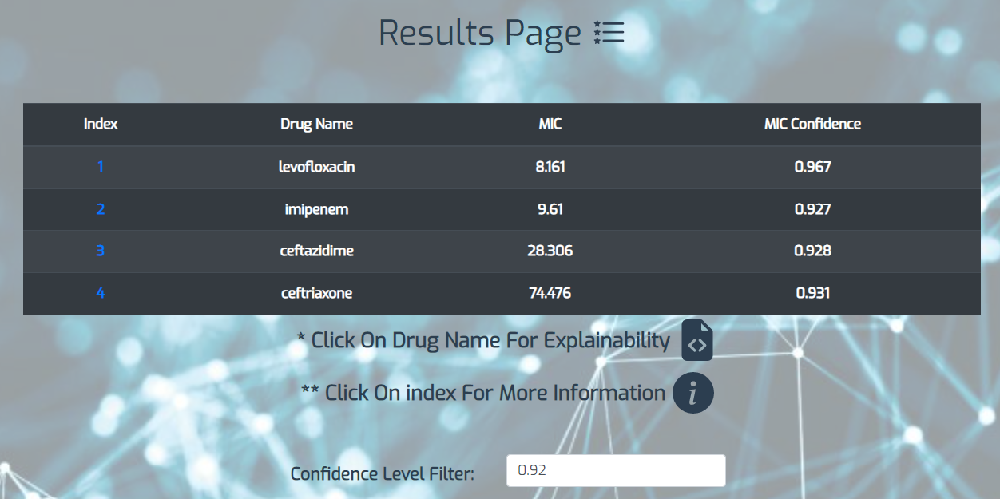 Results Page
Index Drug Name MIC MIC Confidence
1 levofloxacin 8.161 0.967
2 imipenem 9.61 0.927
3 ceftazidime 28.306 0.928
4 ceftriaxone 74.476 0.931
* Click On Drug Name For Explainability
** Click On index For More Information i
Confidence Level Filter: 0.92